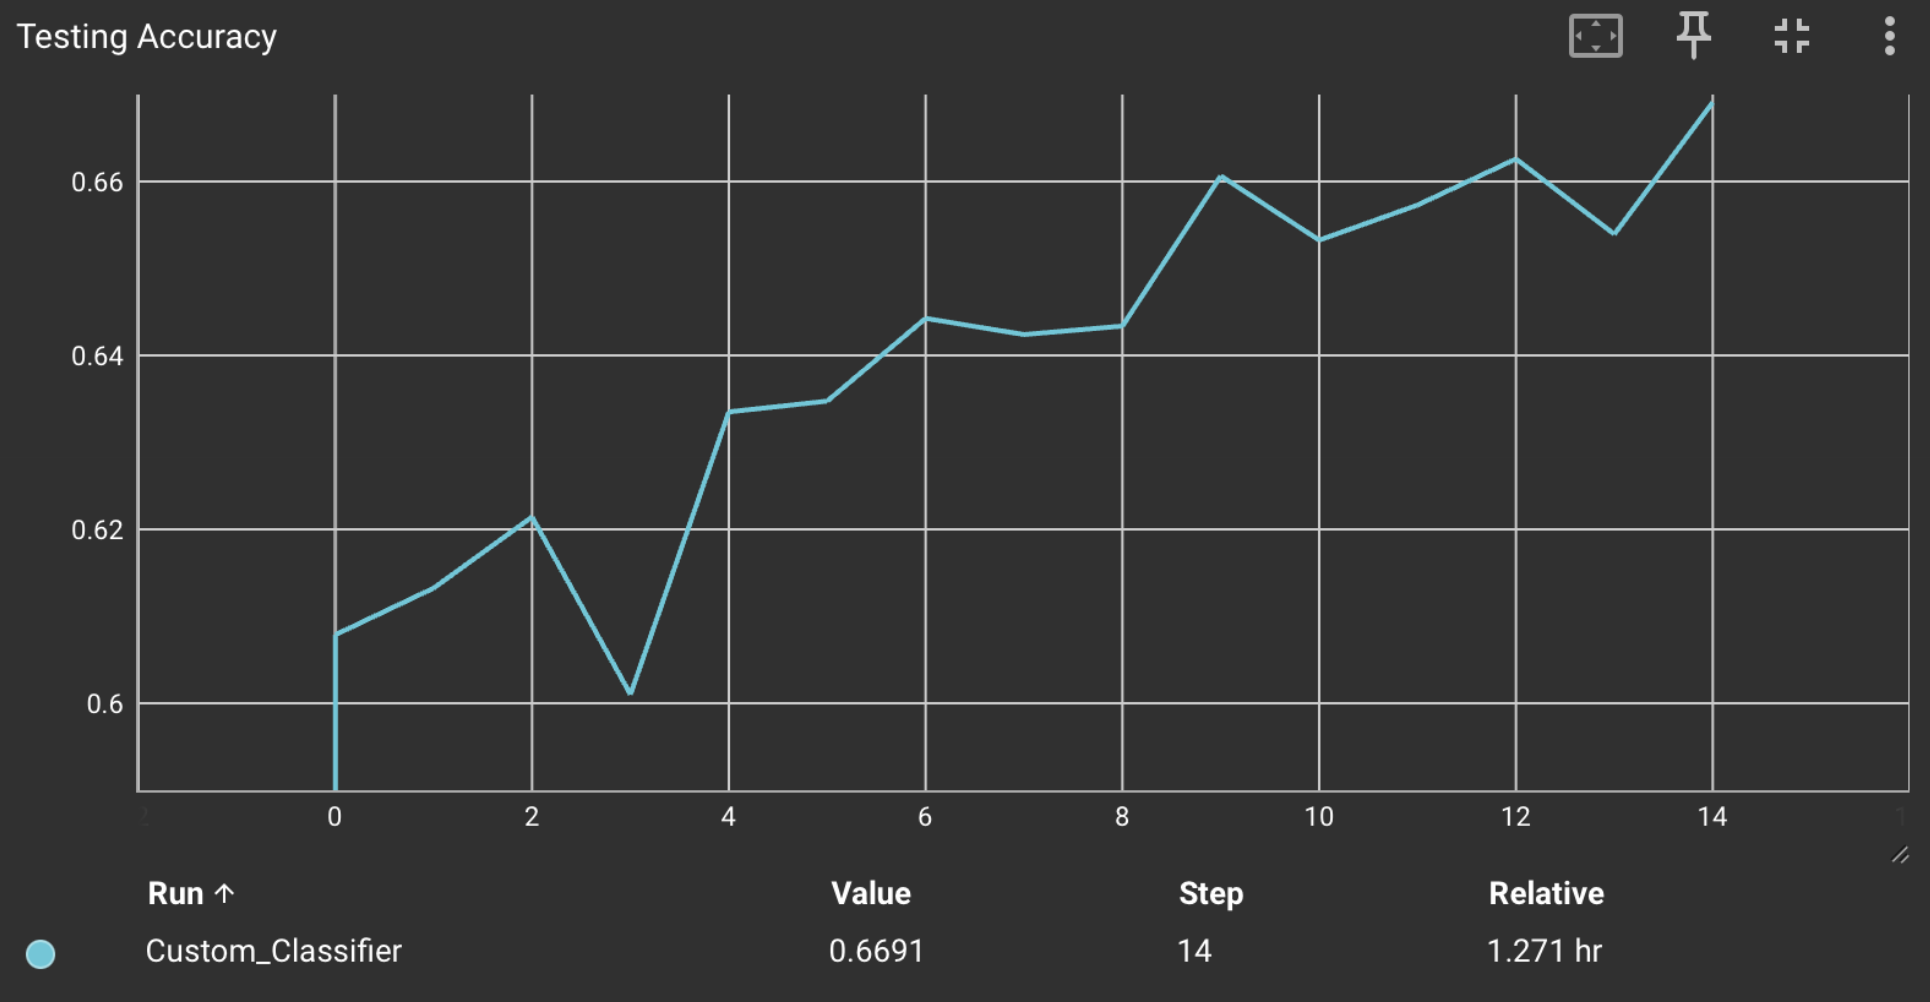 Testing Accuracy
0.66
0.64
0.62
0.6
0 2 4 6 8 10 12 14
Run ↑ Value Step Relative
Custom_Classifier 0.6691 14 1.271 hr